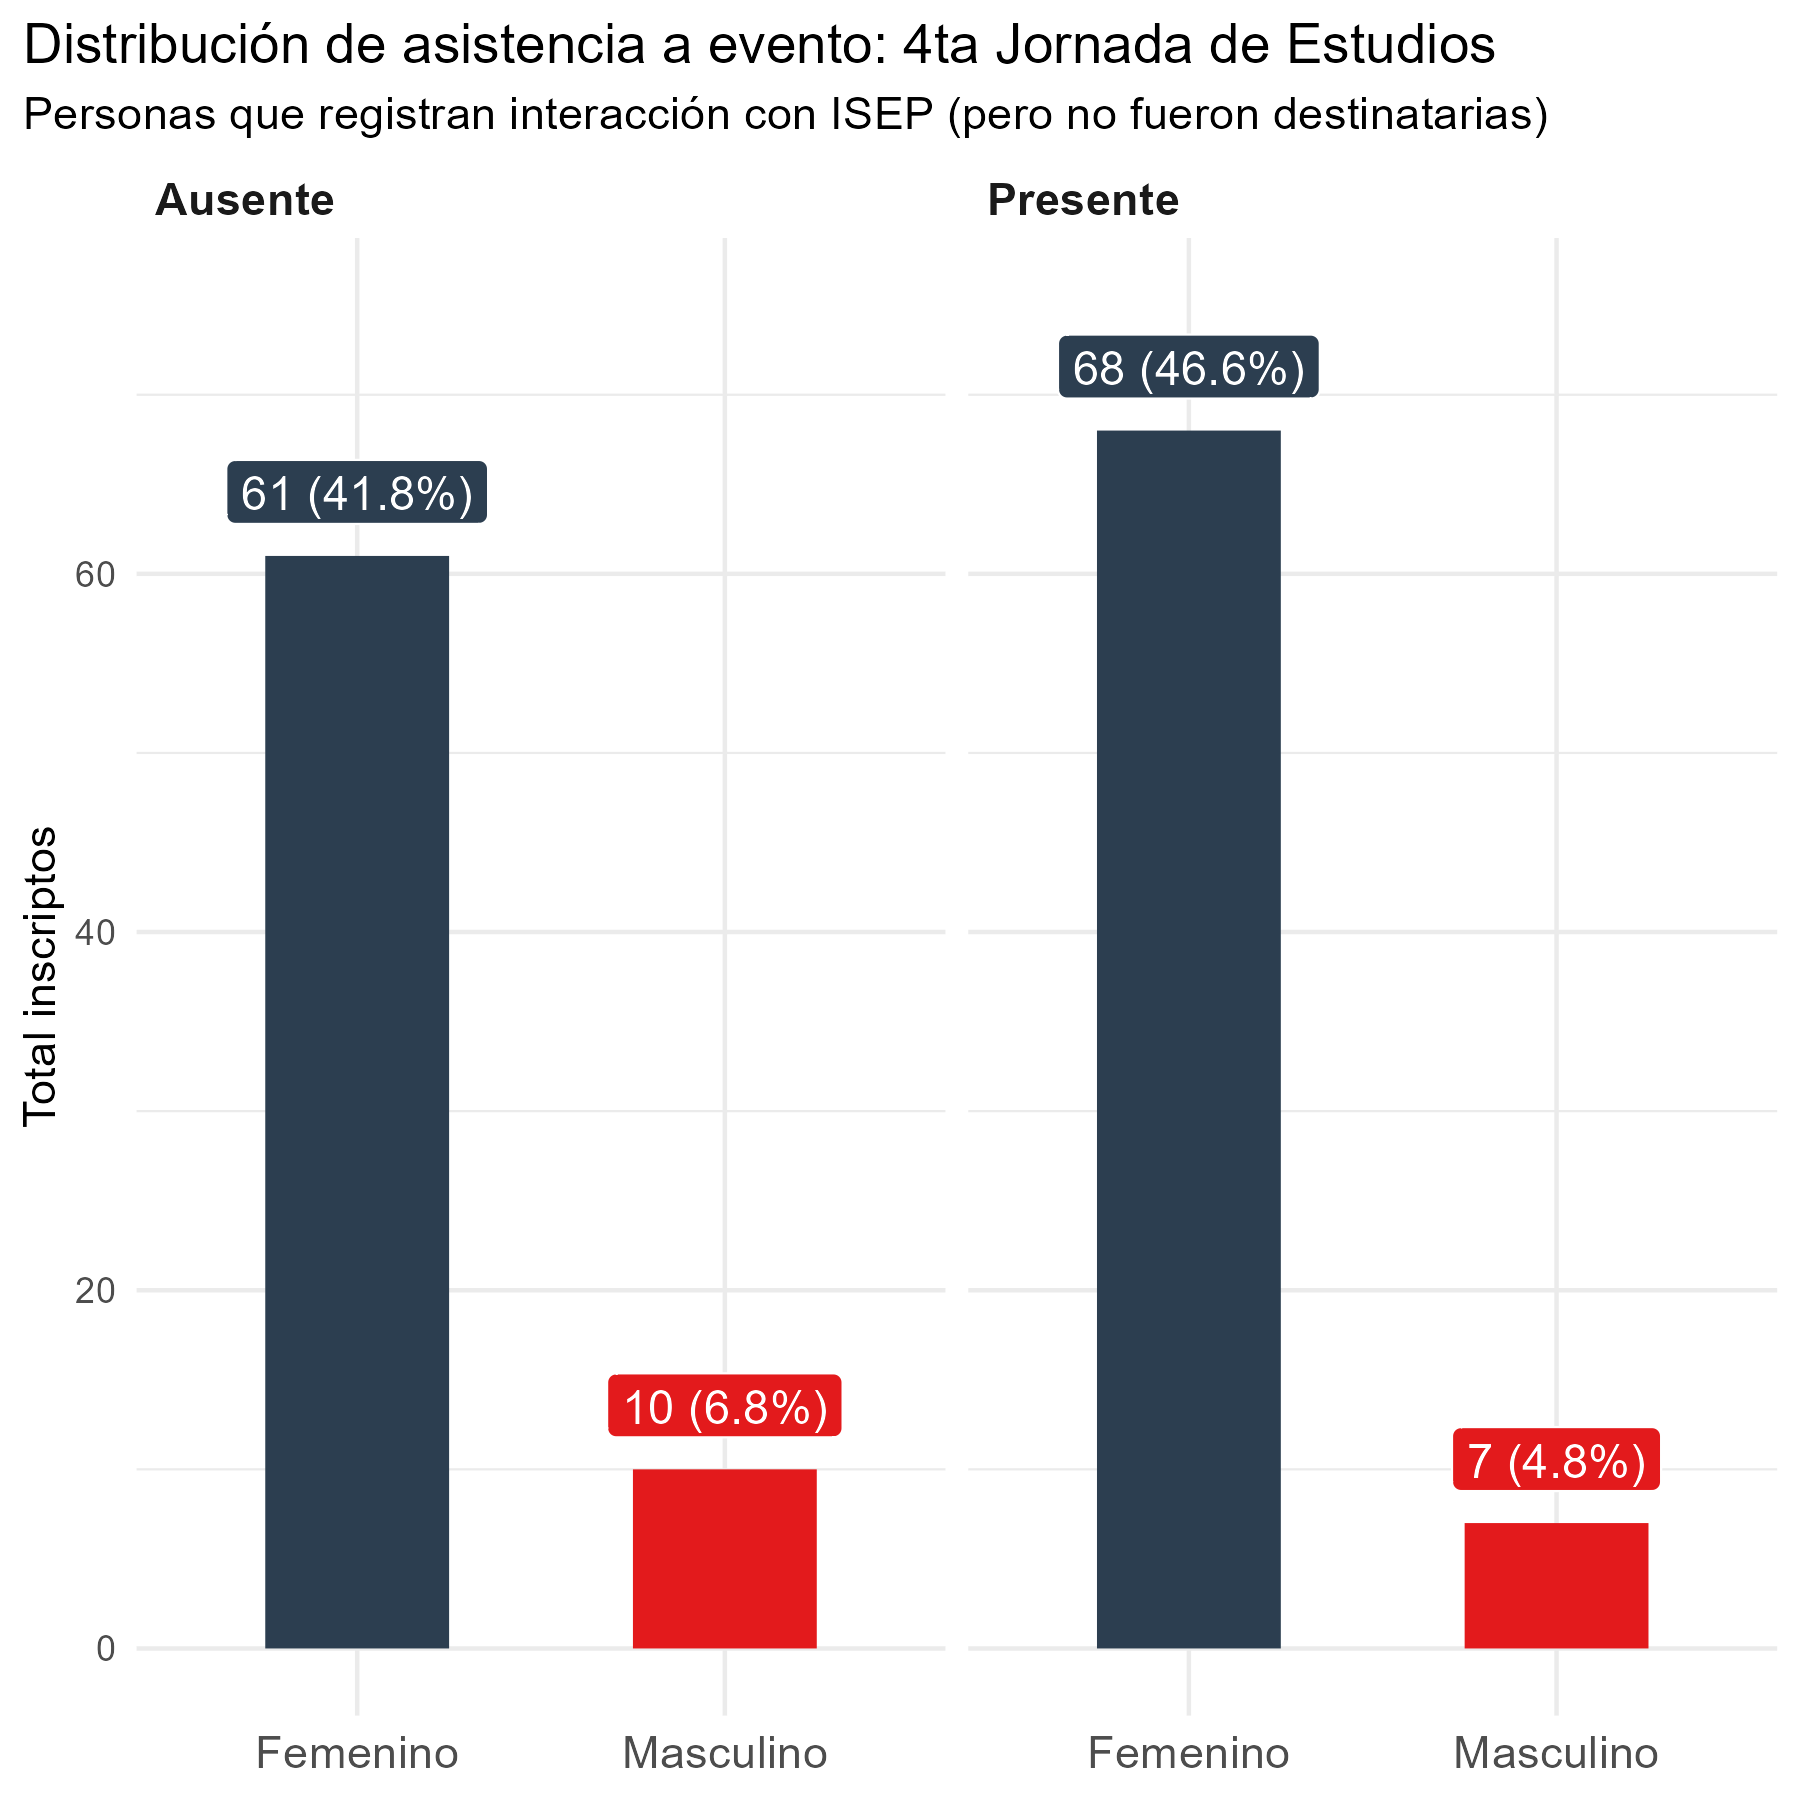 Distribución de asistencia a evento: 4ta Jornada de Estudios
Personas que registran interacción con ISEP (pero no fueron destinatarias)
Ausente
Presente
68 (46.6%)
61 (41.8%)
10 (6.8%)
7 (4.8%)
Total inscriptos
60
40
20
0
Femenino
Masculino
Femenino
Masculino